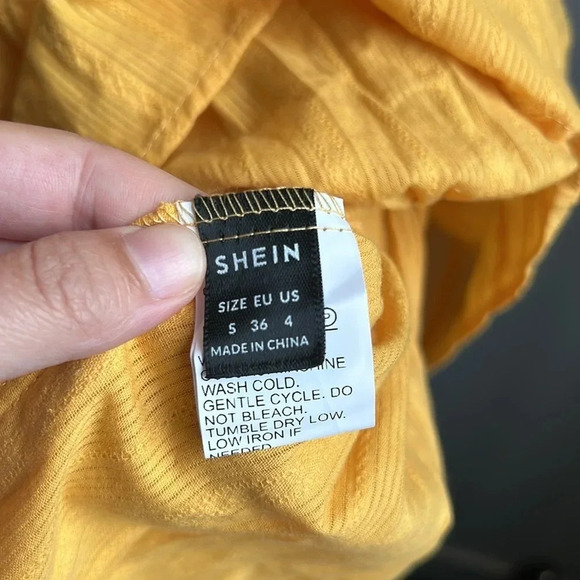 SHEIN
SIZE EU US
S 36 4
MADE IN CHINA
WASH COLD.
GENTLE CYCLE. DO
NOT BLEACH.
TUMBLE DRY LOW.
LOW IRON IF
NEEDED